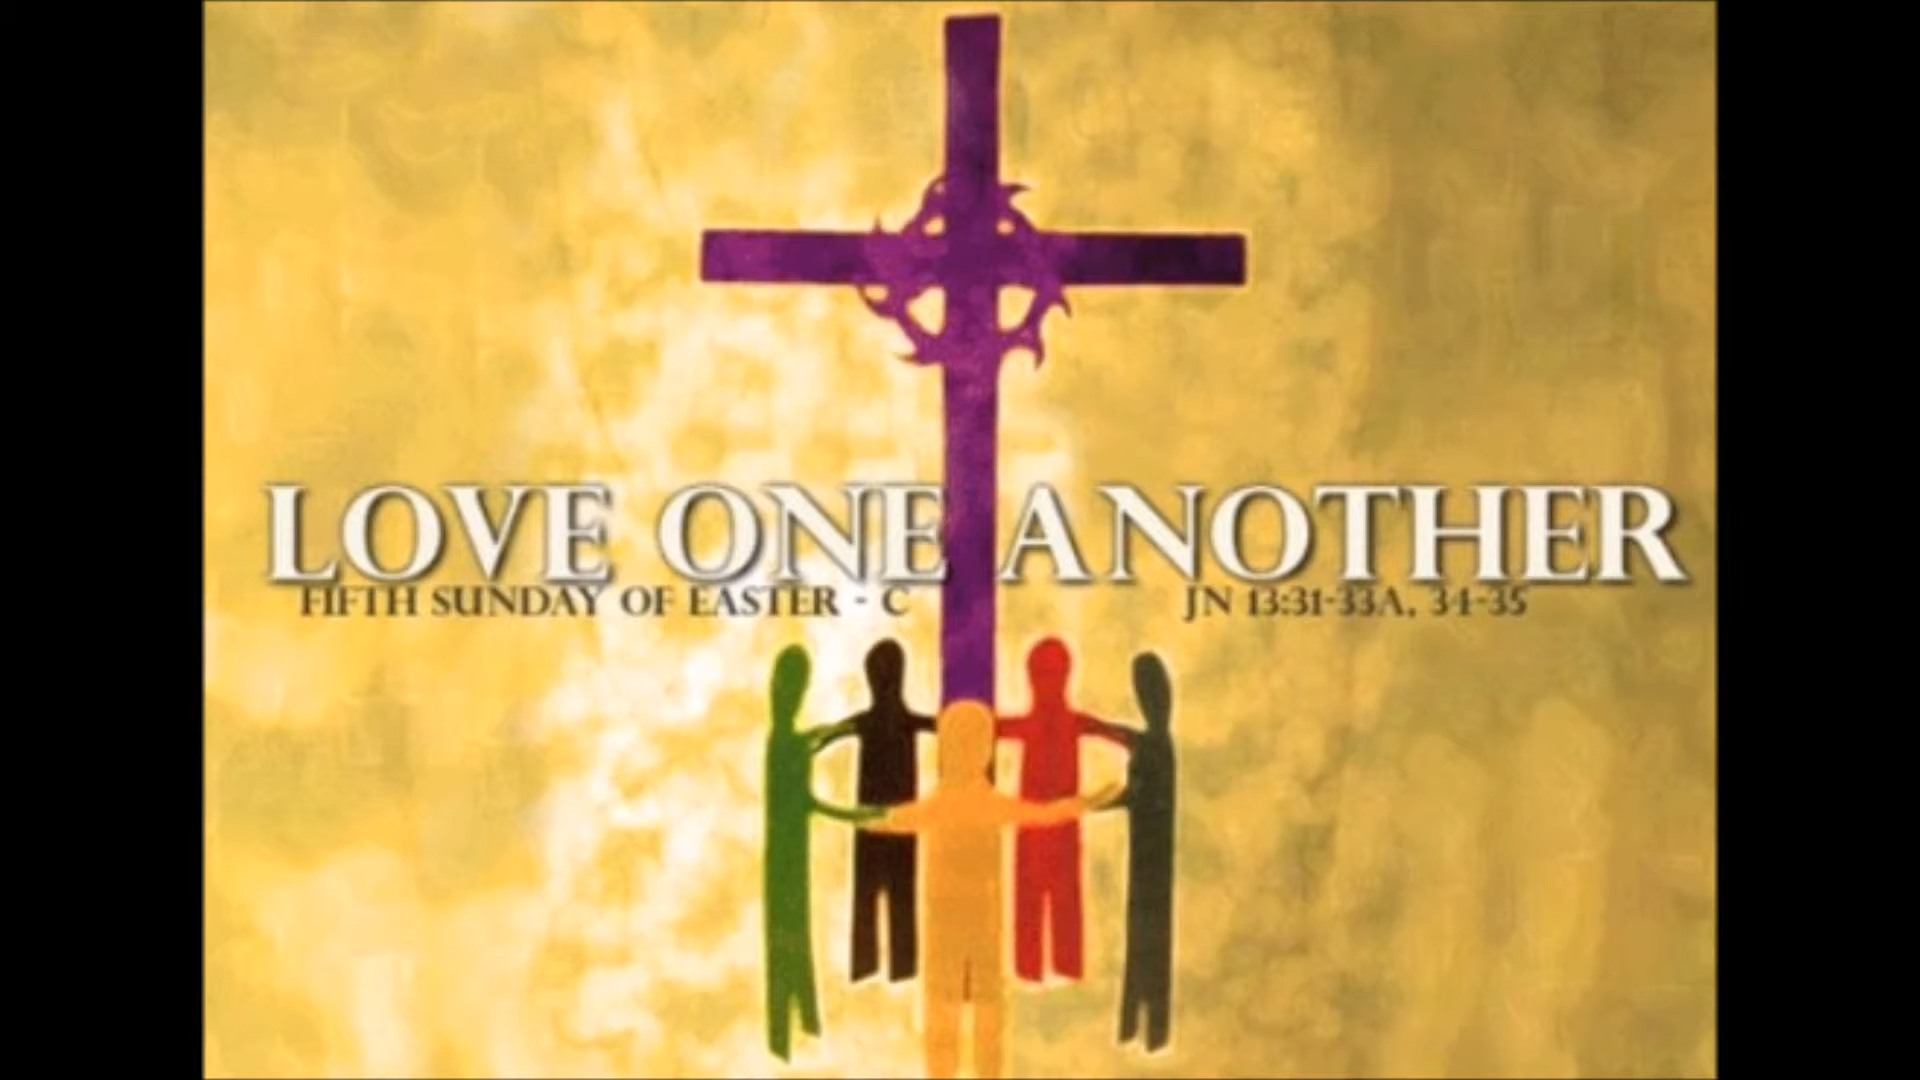 LOVE ONE ANOTHER
FIFTH SUNDAY OF EASTER - C JN 13:31-33A, 34-35